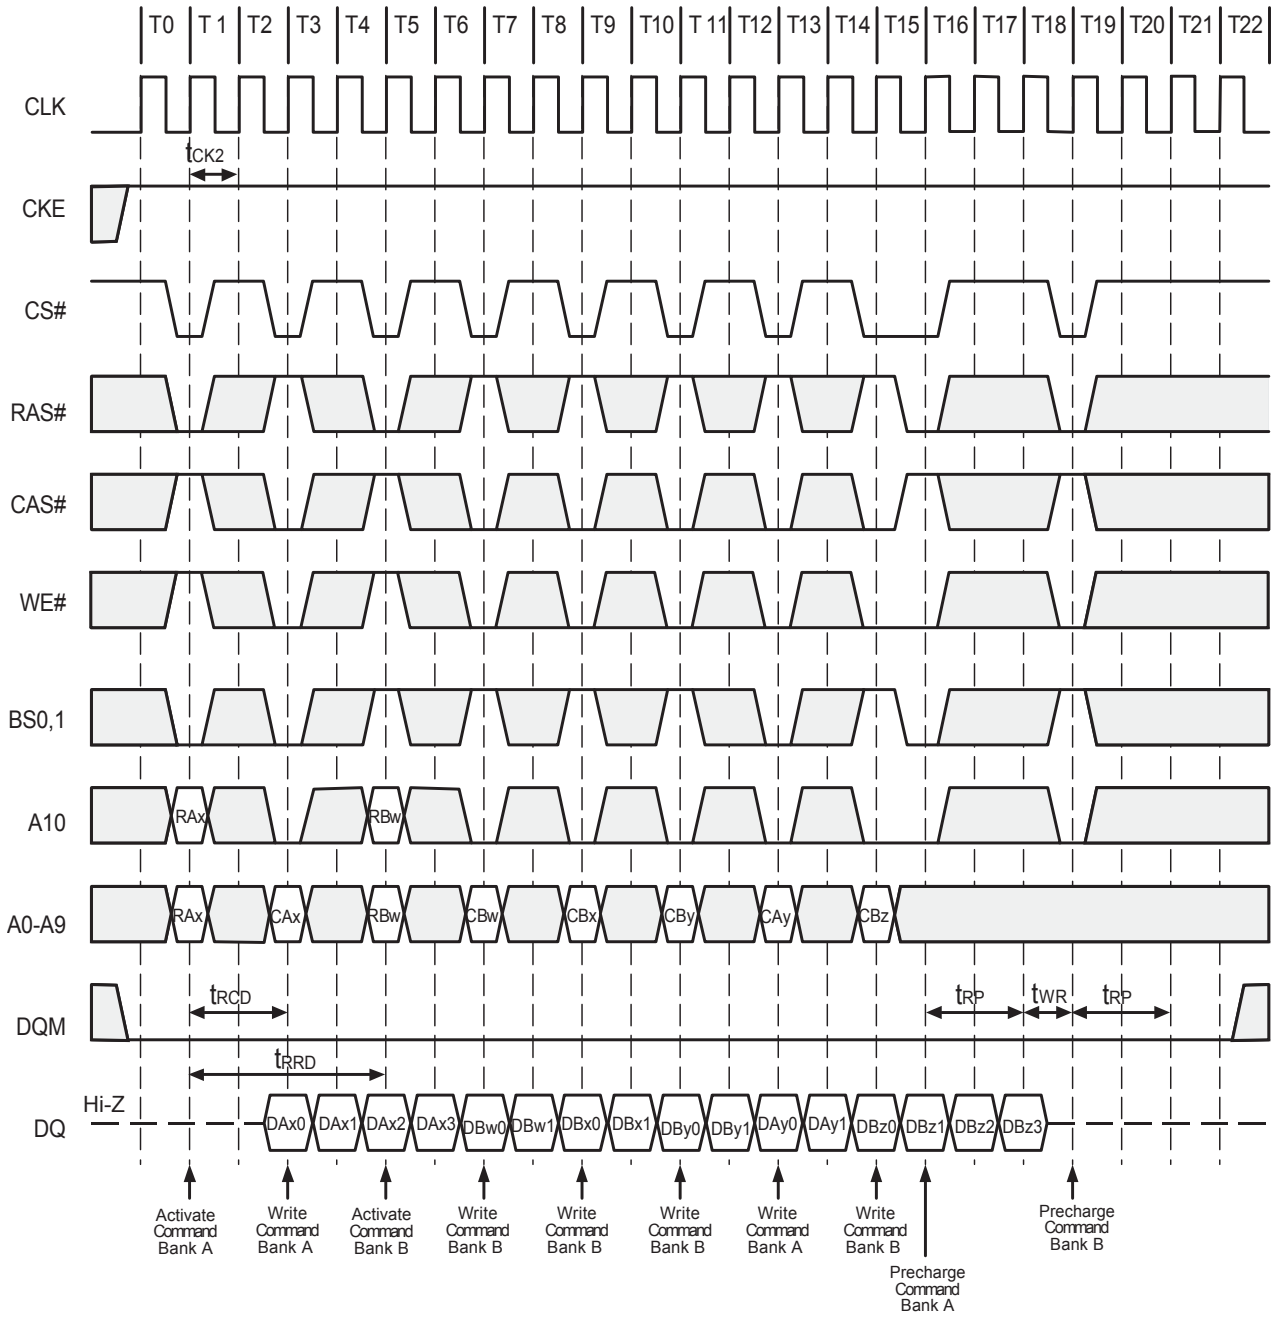 T0 T 1 T2 T3 T4 T5 T6 T7 T8 T9 T10 T 11 T12 T13 T14 T15 T16 T17 T18 T19 T20 T21 T22
CLK
tCK2
CKE
CS#
RAS#
CAS#
WE#
BS0,1
A10
RAx RBw
A0-A9
RAx CAx RBw CBw CBx CBy CAy CBz
DQM
tRCD tRP tWR tRP
tRRD
Hi-Z
DQ
DAx0 DAx1 DAx2 DAx3 DBw0 DBw1 DBx0 DBx1 DBy0 DBy1 DAy0 DAy1 DBz0 DBz1 DBz2 DBz3
Activate
Command
Bank A
Write
Command
Bank A
Activate
Command
Bank B
Write
Command
Bank B
Write
Command
Bank B
Write
Command
Bank B
Write
Command
Bank A
Write
Command
Bank B
Precharge
Command
Bank A
Precharge
Command
Bank B